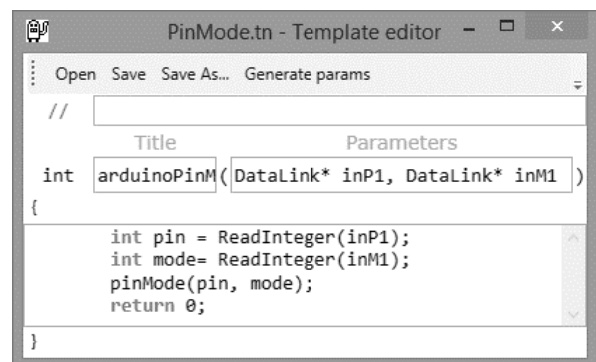 PinMode.tn - Template editor
Open Save Save As... Generate params
//
Title Parameters
int arduinoPinM ( DataLink* inP1, DataLink* inM1 )
{
int pin = ReadInteger(inP1);
int mode= ReadInteger(inM1);
pinMode(pin, mode);
return 0;
}